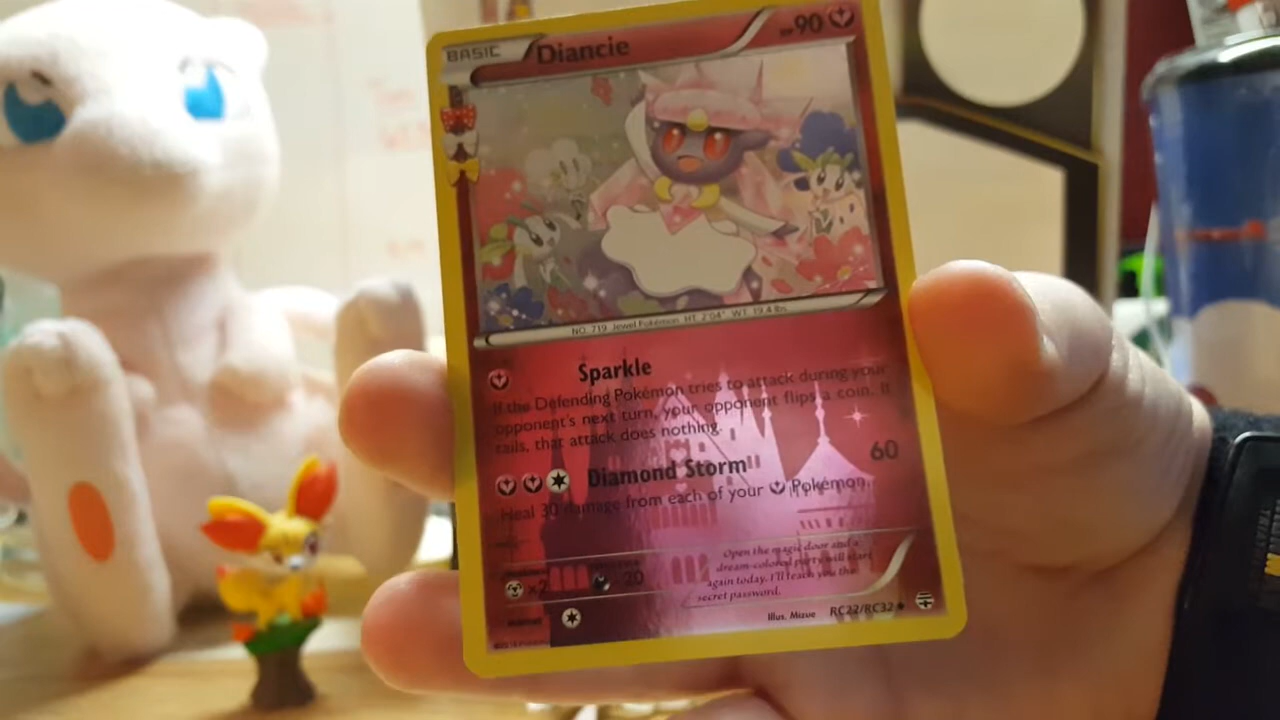 BASIC Diancie HP 90
NO. 719 Jewel Pokémon HT. 2'04" WT. 19.4 lbs.
Sparkle
If the Defending Pokémon tries to attack during your
opponent's next turn, your opponent flips a coin. If
tails, that attack does nothing.
Diamond Storm 60
Heal 30 damage from each of your Pokémon.
Open the magic door and a
dream-colored party will start
again today. I'll teach you the
secret password.
×2 -20
Illus. Mizue RC22/RC32